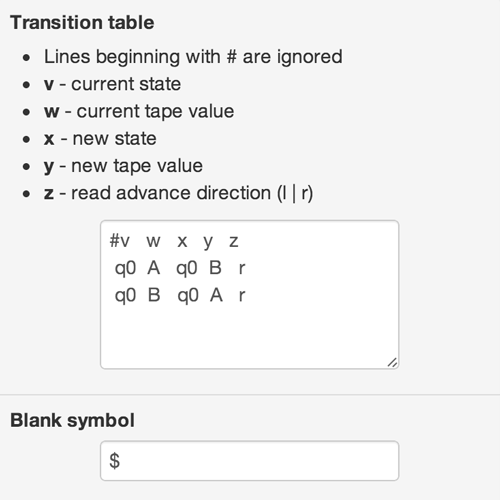 Transition table
• Lines beginning with # are ignored
• v - current state
• w - current tape value
• x - new state
• y - new tape value
• z - read advance direction (l | r)
#v w x y z
q0 A q0 B r
q0 B q0 A r
Blank symbol
$